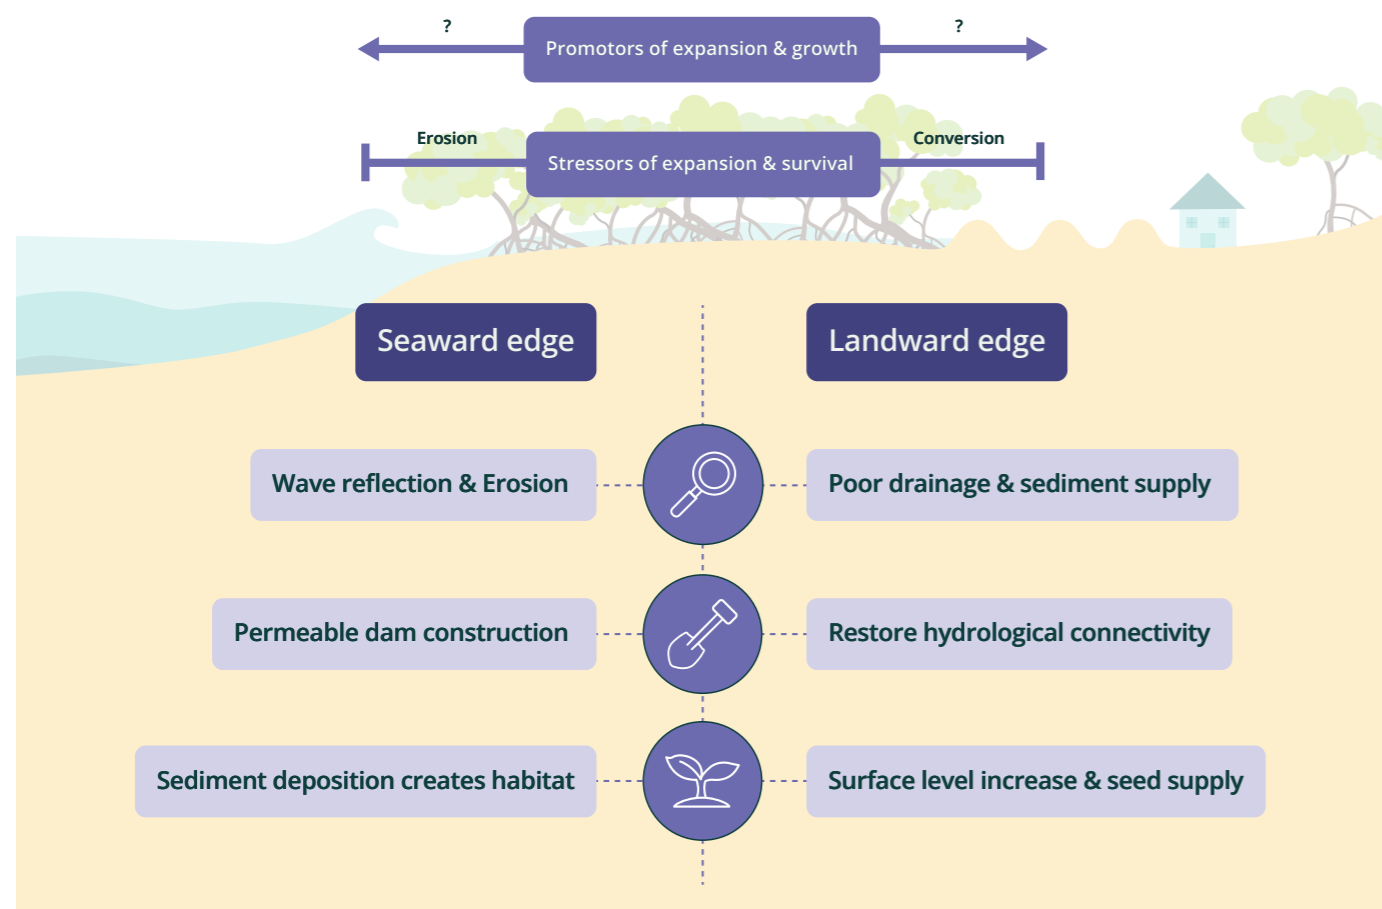 ? Promotors of expansion & growth ?
Erosion Stressors of expansion & survival Conversion
Seaward edge Landward edge
Wave reflection & Erosion Poor drainage & sediment supply
Permeable dam construction Restore hydrological connectivity
Sediment deposition creates habitat Surface level increase & seed supply